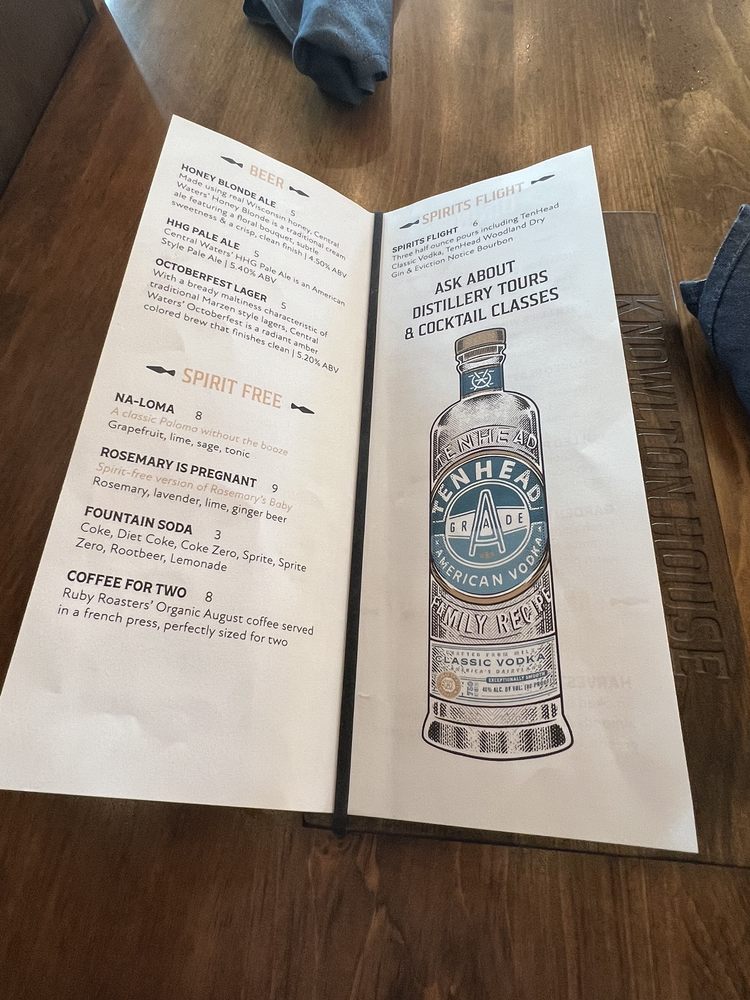 BEER
HONEY BLONDE ALE 5
Made using real Wisconsin honey, Central
Waters' Honey Blonde is a traditional cream
ale featuring a floral bouquet, subtle
sweetness & a crisp, clean finish | 4.50% ABV
HHG PALE ALE 5
Central Waters' HHG Pale Ale is an American
Style Pale Ale | 5.40% ABV
OCTOBERFEST LAGER 5
With a bready maltiness characteristic of
traditional Marzen style lagers, Central
Waters' Octoberfest is a radiant amber
colored brew that finishes clean | 5.20% ABV
SPIRIT FREE
NA-LOMA 8
A classic Paloma without the booze
Grapefruit, lime, sage, tonic
ROSEMARY IS PREGNANT 9
Spirit-free version of Rosemary's Baby
Rosemary, lavender, lime, ginger beer
FOUNTAIN SODA 3
Coke, Diet Coke, Coke Zero, Sprite, Sprite
Zero, Rootbeer, Lemonade
COFFEE FOR TWO 8
Ruby Roasters' Organic August coffee served
in a french press, perfectly sized for two
SPIRITS FLIGHT
SPIRITS FLIGHT 6
Three half ounce pours including TenHead
Classic Vodka, TenHead Woodland Dry
Gin & Eviction Notice Bourbon
ASK ABOUT
DISTILLERY TOURS
& COCKTAIL CLASSES
TENHEAD
TENHEAD
GRADE
A
AMERICAN VODKA
FAMILY RECIPE
CRAFTED FROM MILK
CLASSIC VODKA
AMERICA'S DAIRYLAND
EXCEPTIONALLY SMOOTH
40% ALC. BY VOL.
KNOWLTON HOUSE